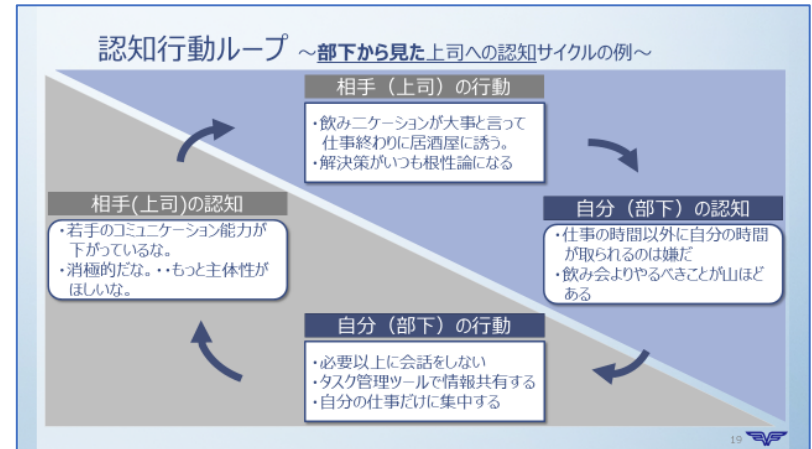 認知行動ループ ～部下から見た上司への認知サイクルの例～
相手（上司）の行動
・飲みニケーションが大事と言って
仕事終わりに居酒屋に誘う。
・解決策がいつも根性論になる
相手(上司)の認知
・若手のコミュニケーション能力が
下がっているな。
・消極的だな。・・もっと主体性が
ほしいな。
自分（部下）の認知
・仕事の時間以外に自分の時間
が取られるのは嫌だ
・飲み会よりやるべきことが山ほど
ある
自分（部下）の行動
・必要以上に会話をしない
・タスク管理ツールで情報共有する
・自分の仕事だけに集中する
19